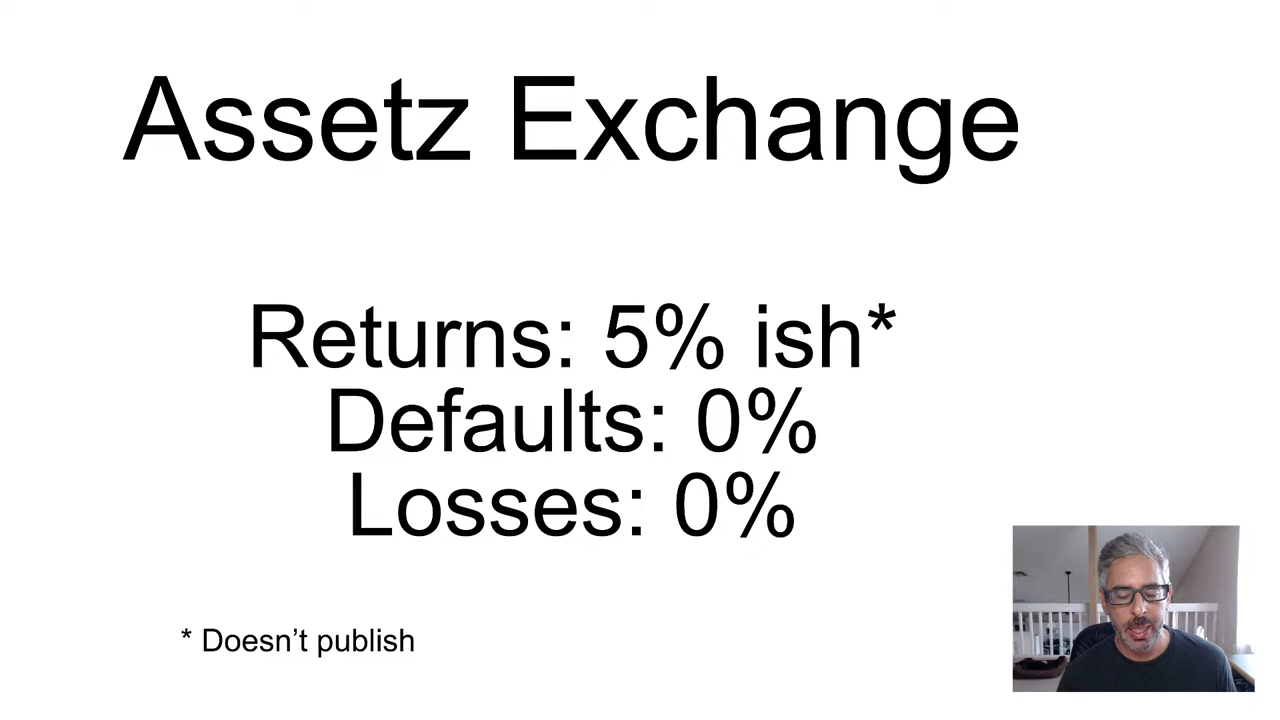 Assetz Exchange
Returns: 5% ish*
Defaults: 0%
Losses: 0%
* Doesn’t publish